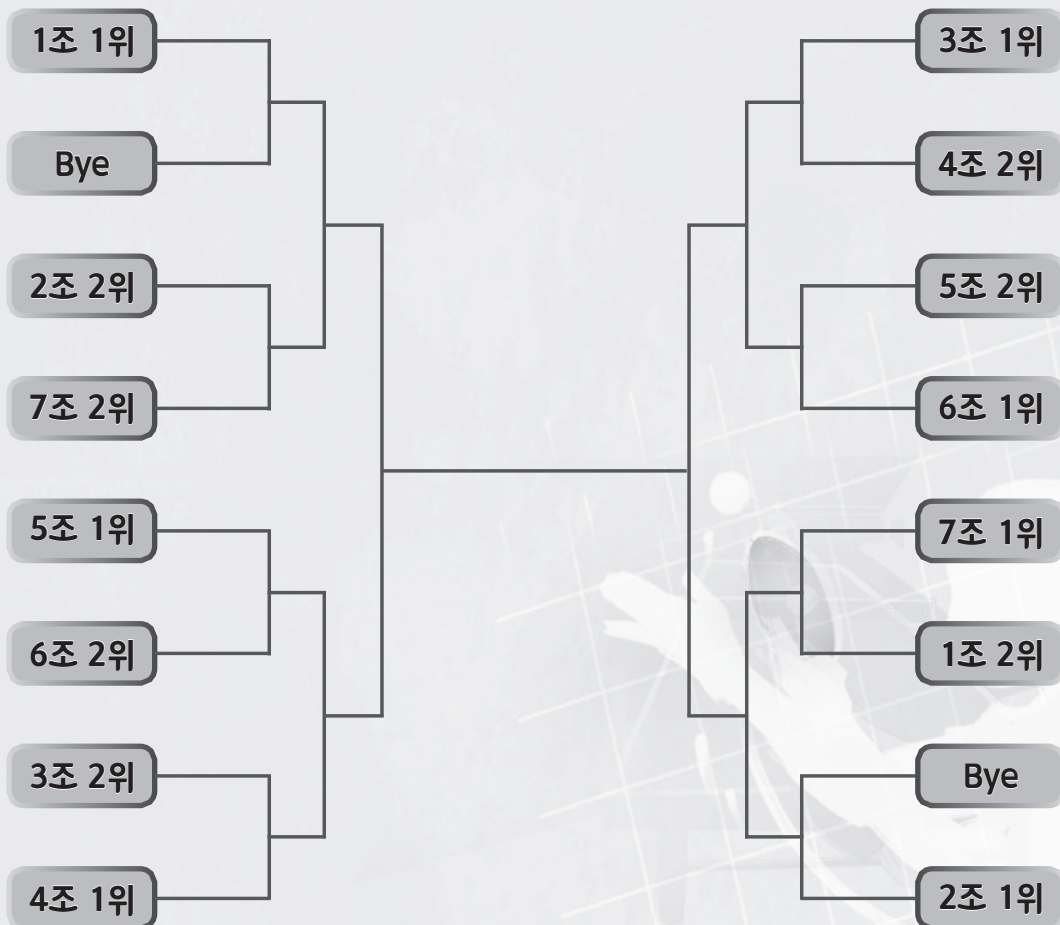 1조 1위
Bye
2조 2위
7조 2위
5조 1위
6조 2위
3조 2위
4조 1위
3조 1위
4조 2위
5조 2위
6조 1위
7조 1위
1조 2위
Bye
2조 1위